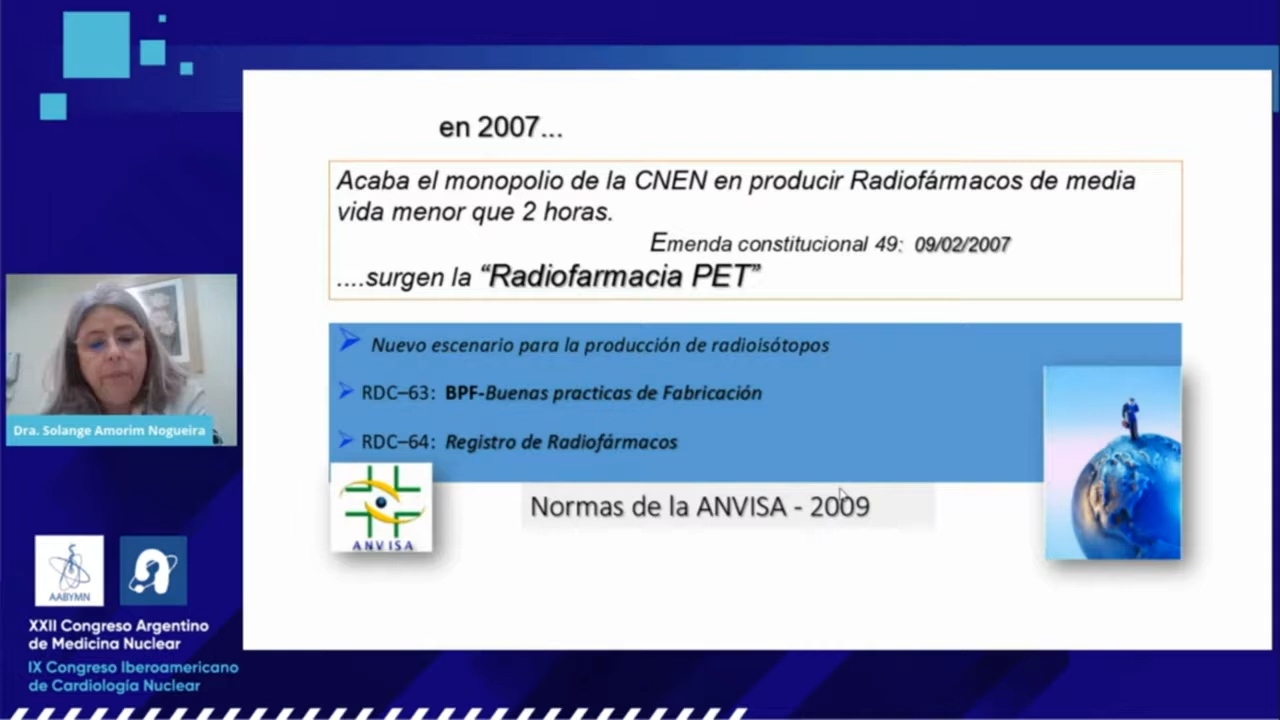 en 2007...
Acaba el monopolio de la CNEN en producir Radiofármacos de media
vida menor que 2 horas.
Emenda constitucional 49: 09/02/2007
....surgen la “Radiofarmacia PET”
Nuevo escenario para la producción de radioisótopos
RDC–63: BPF-Buenas practicas de Fabricación
RDC–64: Registro de Radiofármacos
Normas de la ANVISA - 2009
ANVISA
Dra. Solange Amorim Nogueira
AABYMN
XXII Congreso Argentino
de Medicina Nuclear
IX Congreso Iberoamericano
de Cardiología Nuclear